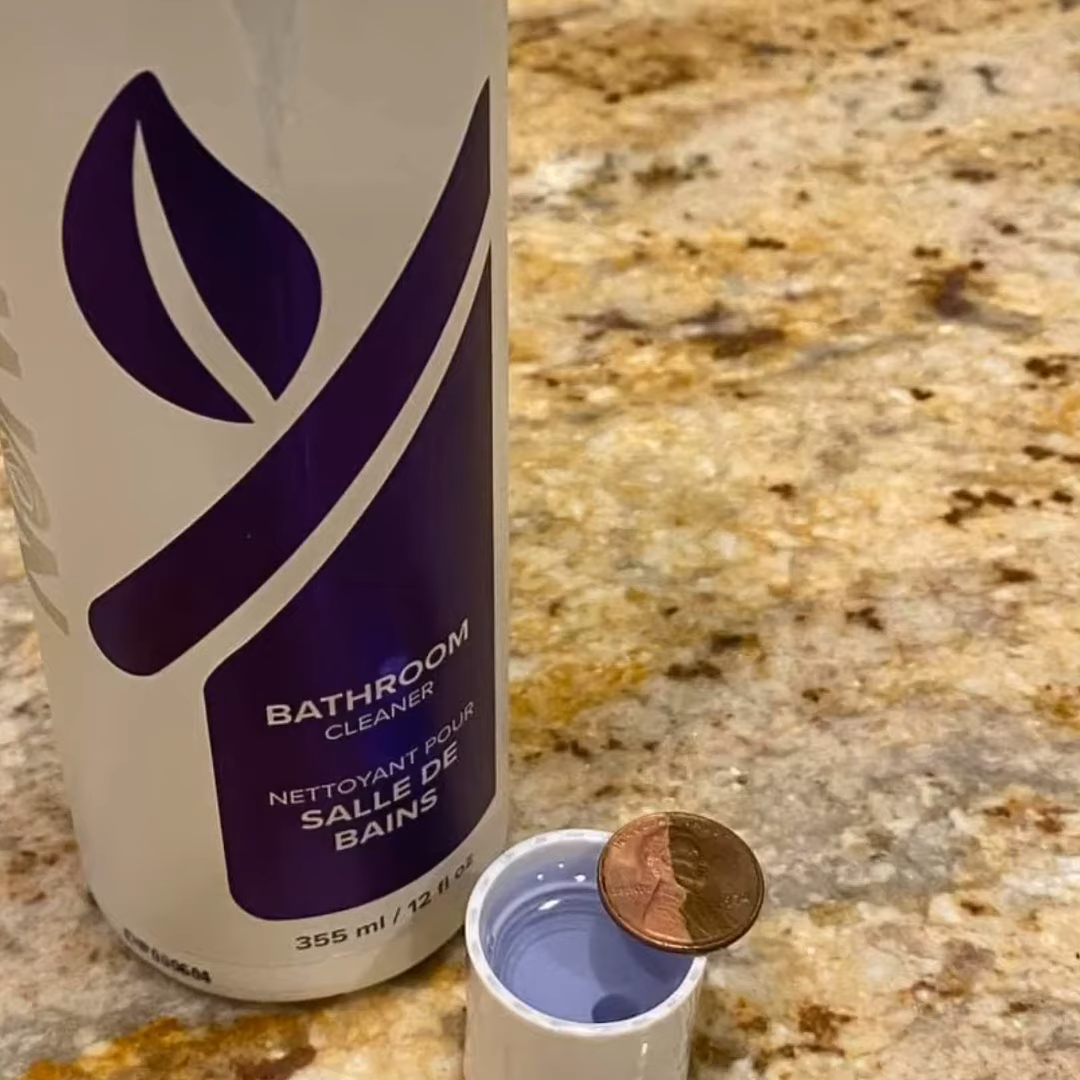 BATHROOM
CLEANER
NETTOYANT POUR
SALLE DE
BAINS
355 ml / 12 fl oz